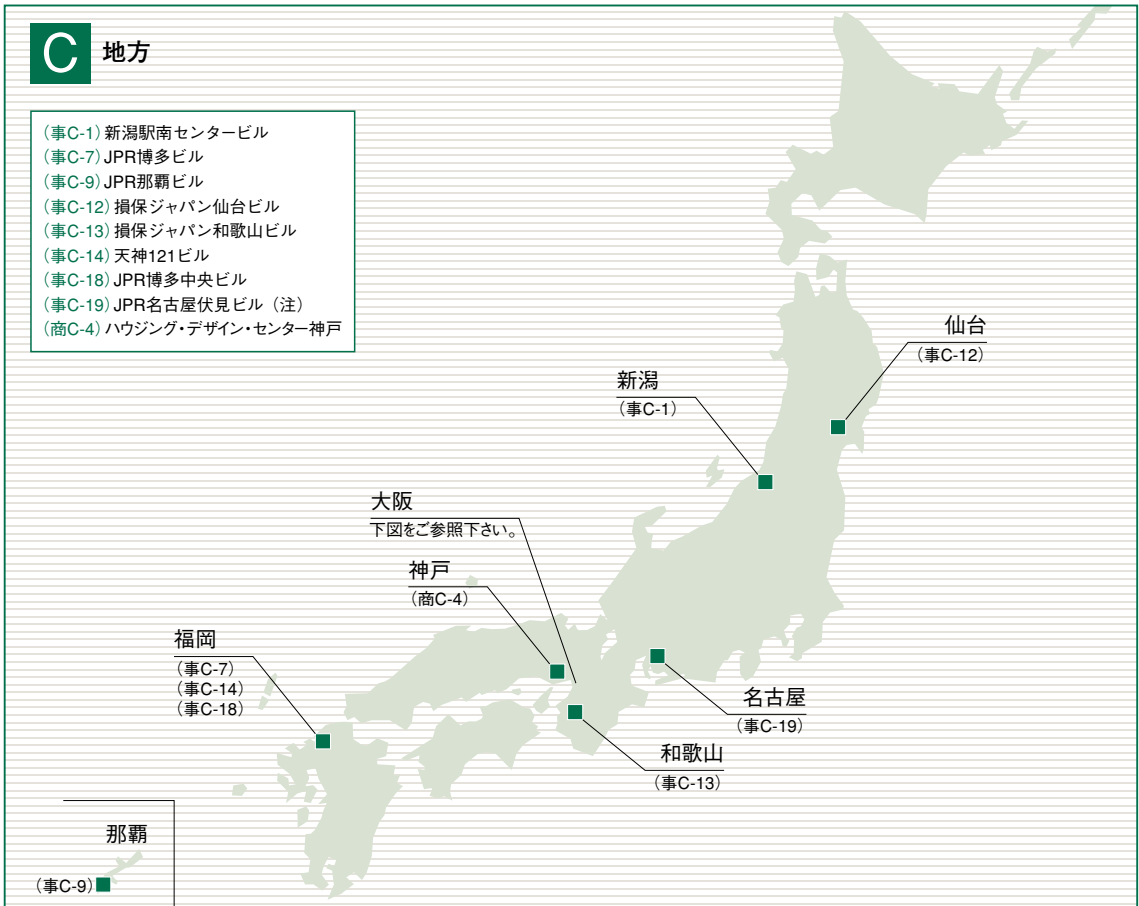 C 地方
(事C-1) 新潟駅南センタービル
(事C-7) JPR博多ビル
(事C-9) JPR那覇ビル
(事C-12) 損保ジャパン仙台ビル
(事C-13) 損保ジャパン和歌山ビル
(事C-14) 天神121ビル
(事C-18) JPR博多中央ビル
(事C-19) JPR名古屋伏見ビル（注）
(商C-4) ハウジング・デザイン・センター神戸
仙台
（事C-12）
新潟
（事C-1）
大阪
下図をご参照下さい。
神戸
（商C-4）
福岡
（事C-7）
（事C-14）
（事C-18）
名古屋
（事C-19）
和歌山
（事C-13）
那覇
（事C-9）